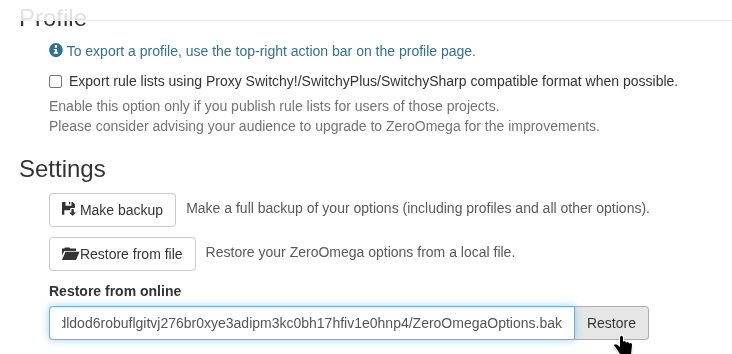 Profile
To export a profile, use the top-right action bar on the profile page.
Export rule lists using Proxy Switchy!/SwitchyPlus/SwitchySharp compatible format when possible.
Enable this option only if you publish rule lists for users of those projects.
Please consider advising your audience to upgrade to ZeroOmega for the improvements.
Settings
Make backup Make a full backup of your options (including profiles and all other options).
Restore from file Restore your ZeroOmega options from a local file.
Restore from online
dldod6robuflgitvj276br0xye3adipm3kc0bh17hfiv1e0hnp4/ZeroOmegaOptions.bak Restore